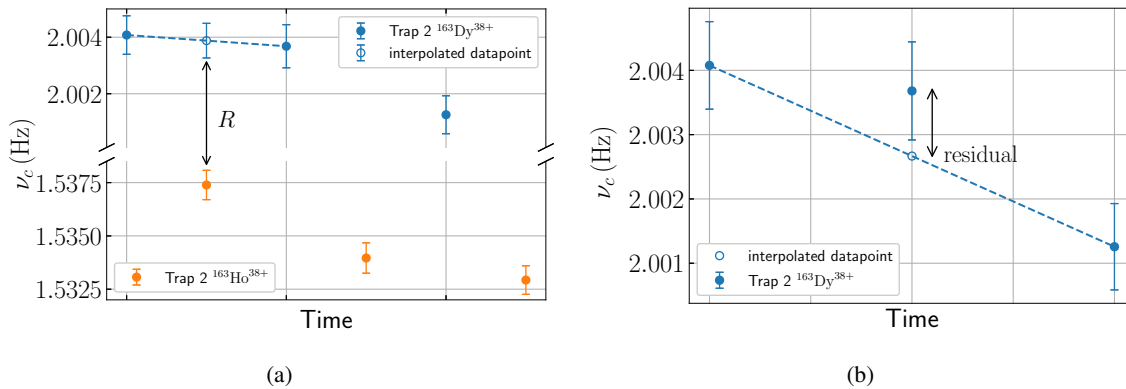 2.004
2.002
ν_c (Hz)
1.5375
1.5350
1.5325
Trap 2 ¹⁶³Dy³⁸⁺
interpolated datapoint
R
Trap 2 ¹⁶³Ho³⁸⁺
Time
(a)
2.004
2.003
2.002
2.001
ν_c (Hz)
residual
interpolated datapoint
Trap 2 ¹⁶³Dy³⁸⁺
Time
(b)